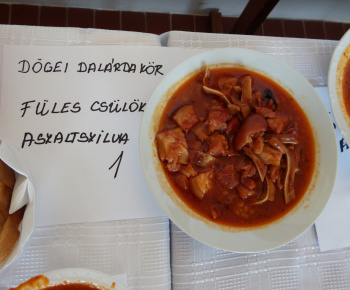 DÖGEI DALÁRDAKÖR
FÜLES CSÜLÖK
ASZALTSZILVA
1